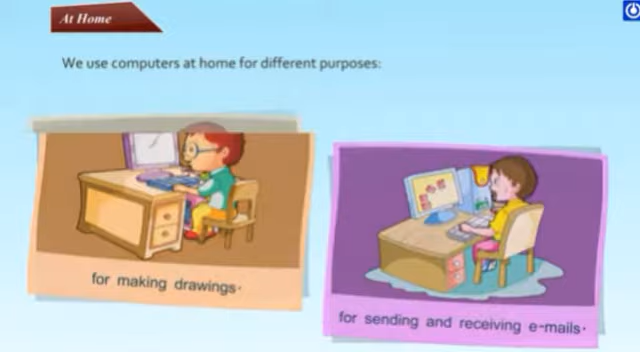 At Home
We use computers at home for different purposes:
for making drawings.
for sending and receiving e-mails.